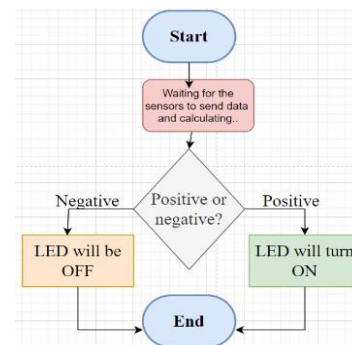 Start
Waiting for the
sensors to send data
and calculating..
Positive or
negative?
Negative
Positive
LED will be
OFF
LED will turn
ON
End